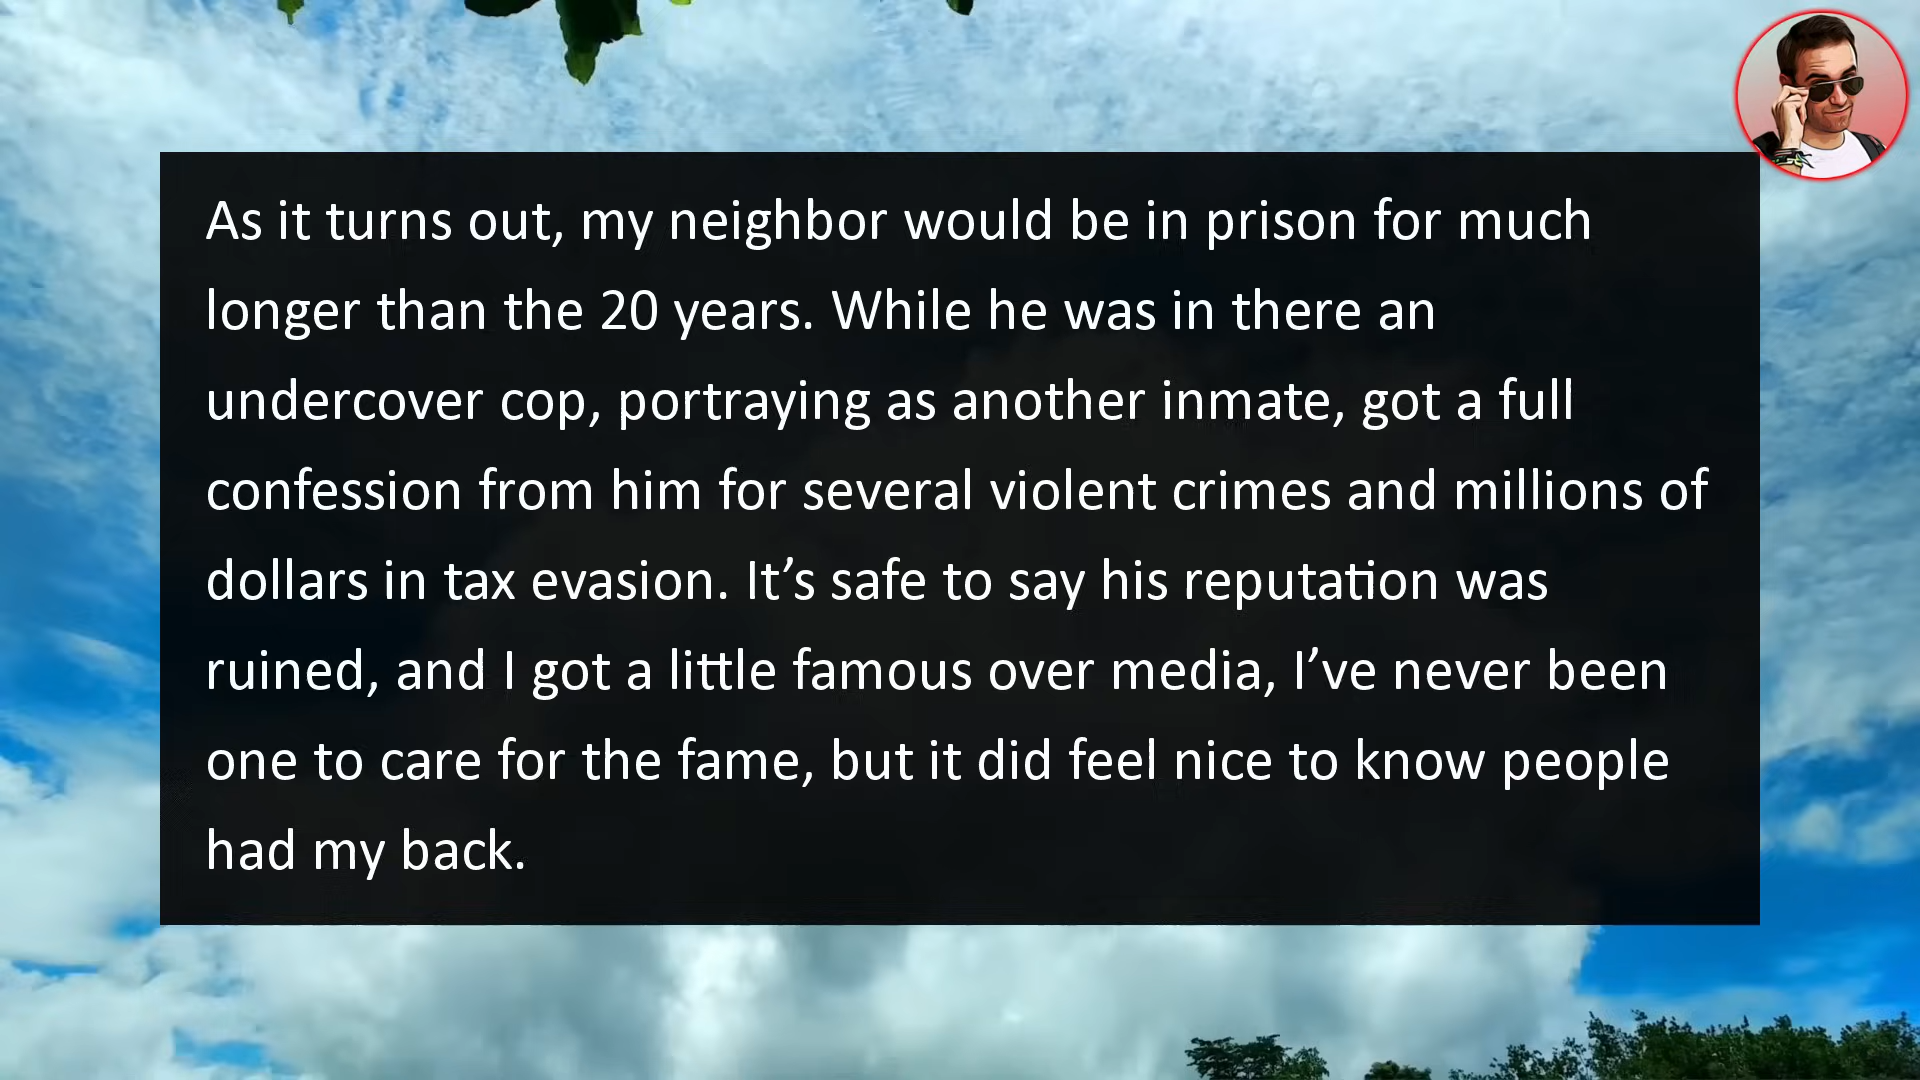 As it turns out, my neighbor would be in prison for much
longer than the 20 years. While he was in there an
undercover cop, portraying as another inmate, got a full
confession from him for several violent crimes and millions of
dollars in tax evasion. It’s safe to say his reputation was
ruined, and I got a little famous over media, I’ve never been
one to care for the fame, but it did feel nice to know people
had my back.